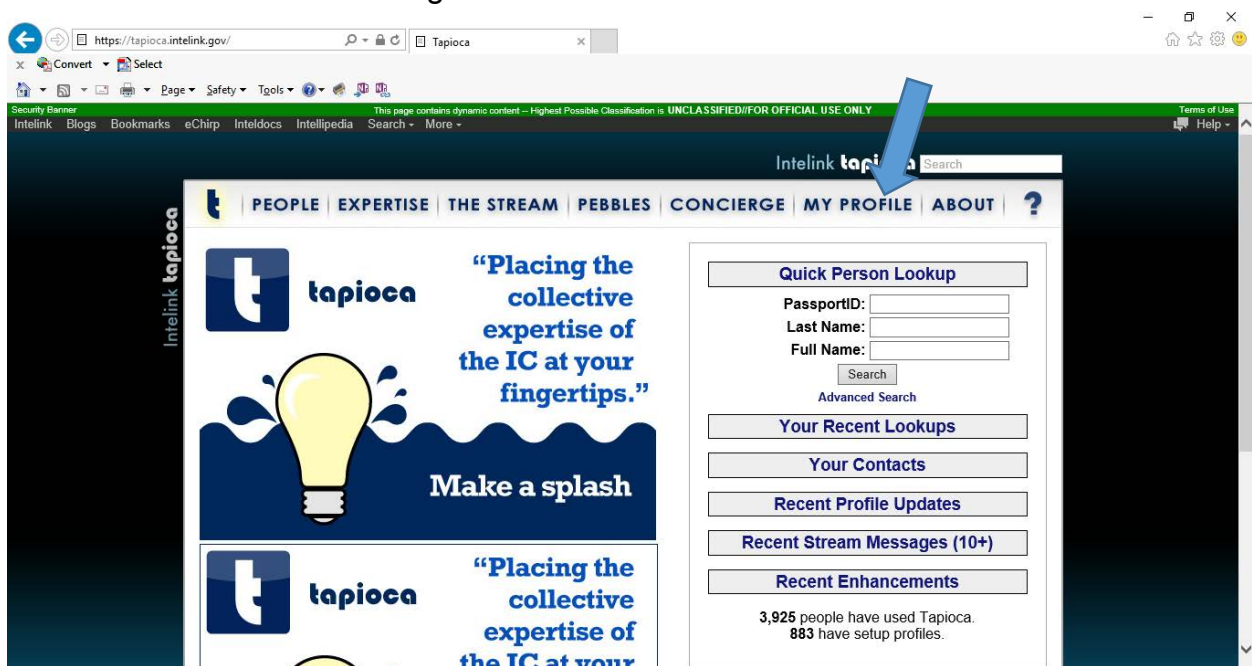 https://tapioca.intelink.gov/
Tapioca
x Convert Select
Page Safety Tools
Security Banner This page contains dynamic content – Highest Possible Classification is UNCLASSIFIED//FOR OFFICIAL USE ONLY Terms of Use
Intelink Blogs Bookmarks eChirp Inteldocs Intellipedia Search More Help
Intelink Search
PEOPLE EXPERTISE THE STREAM PEBBLES CONCIERGE MY PROFILE ABOUT ?
Intelink tapioca
t tapioca
“Placing the
collective
expertise of
the IC at your
fingertips.”
Make a splash
Quick Person Lookup
PassportID:
Last Name:
Full Name:
Search
Advanced Search
Your Recent Lookups
Your Contacts
Recent Profile Updates
Recent Stream Messages (10+)
Recent Enhancements
3,925 people have used Tapioca.
883 have setup profiles.
t tapioca
“Placing the
collective
expertise of
the IC at your